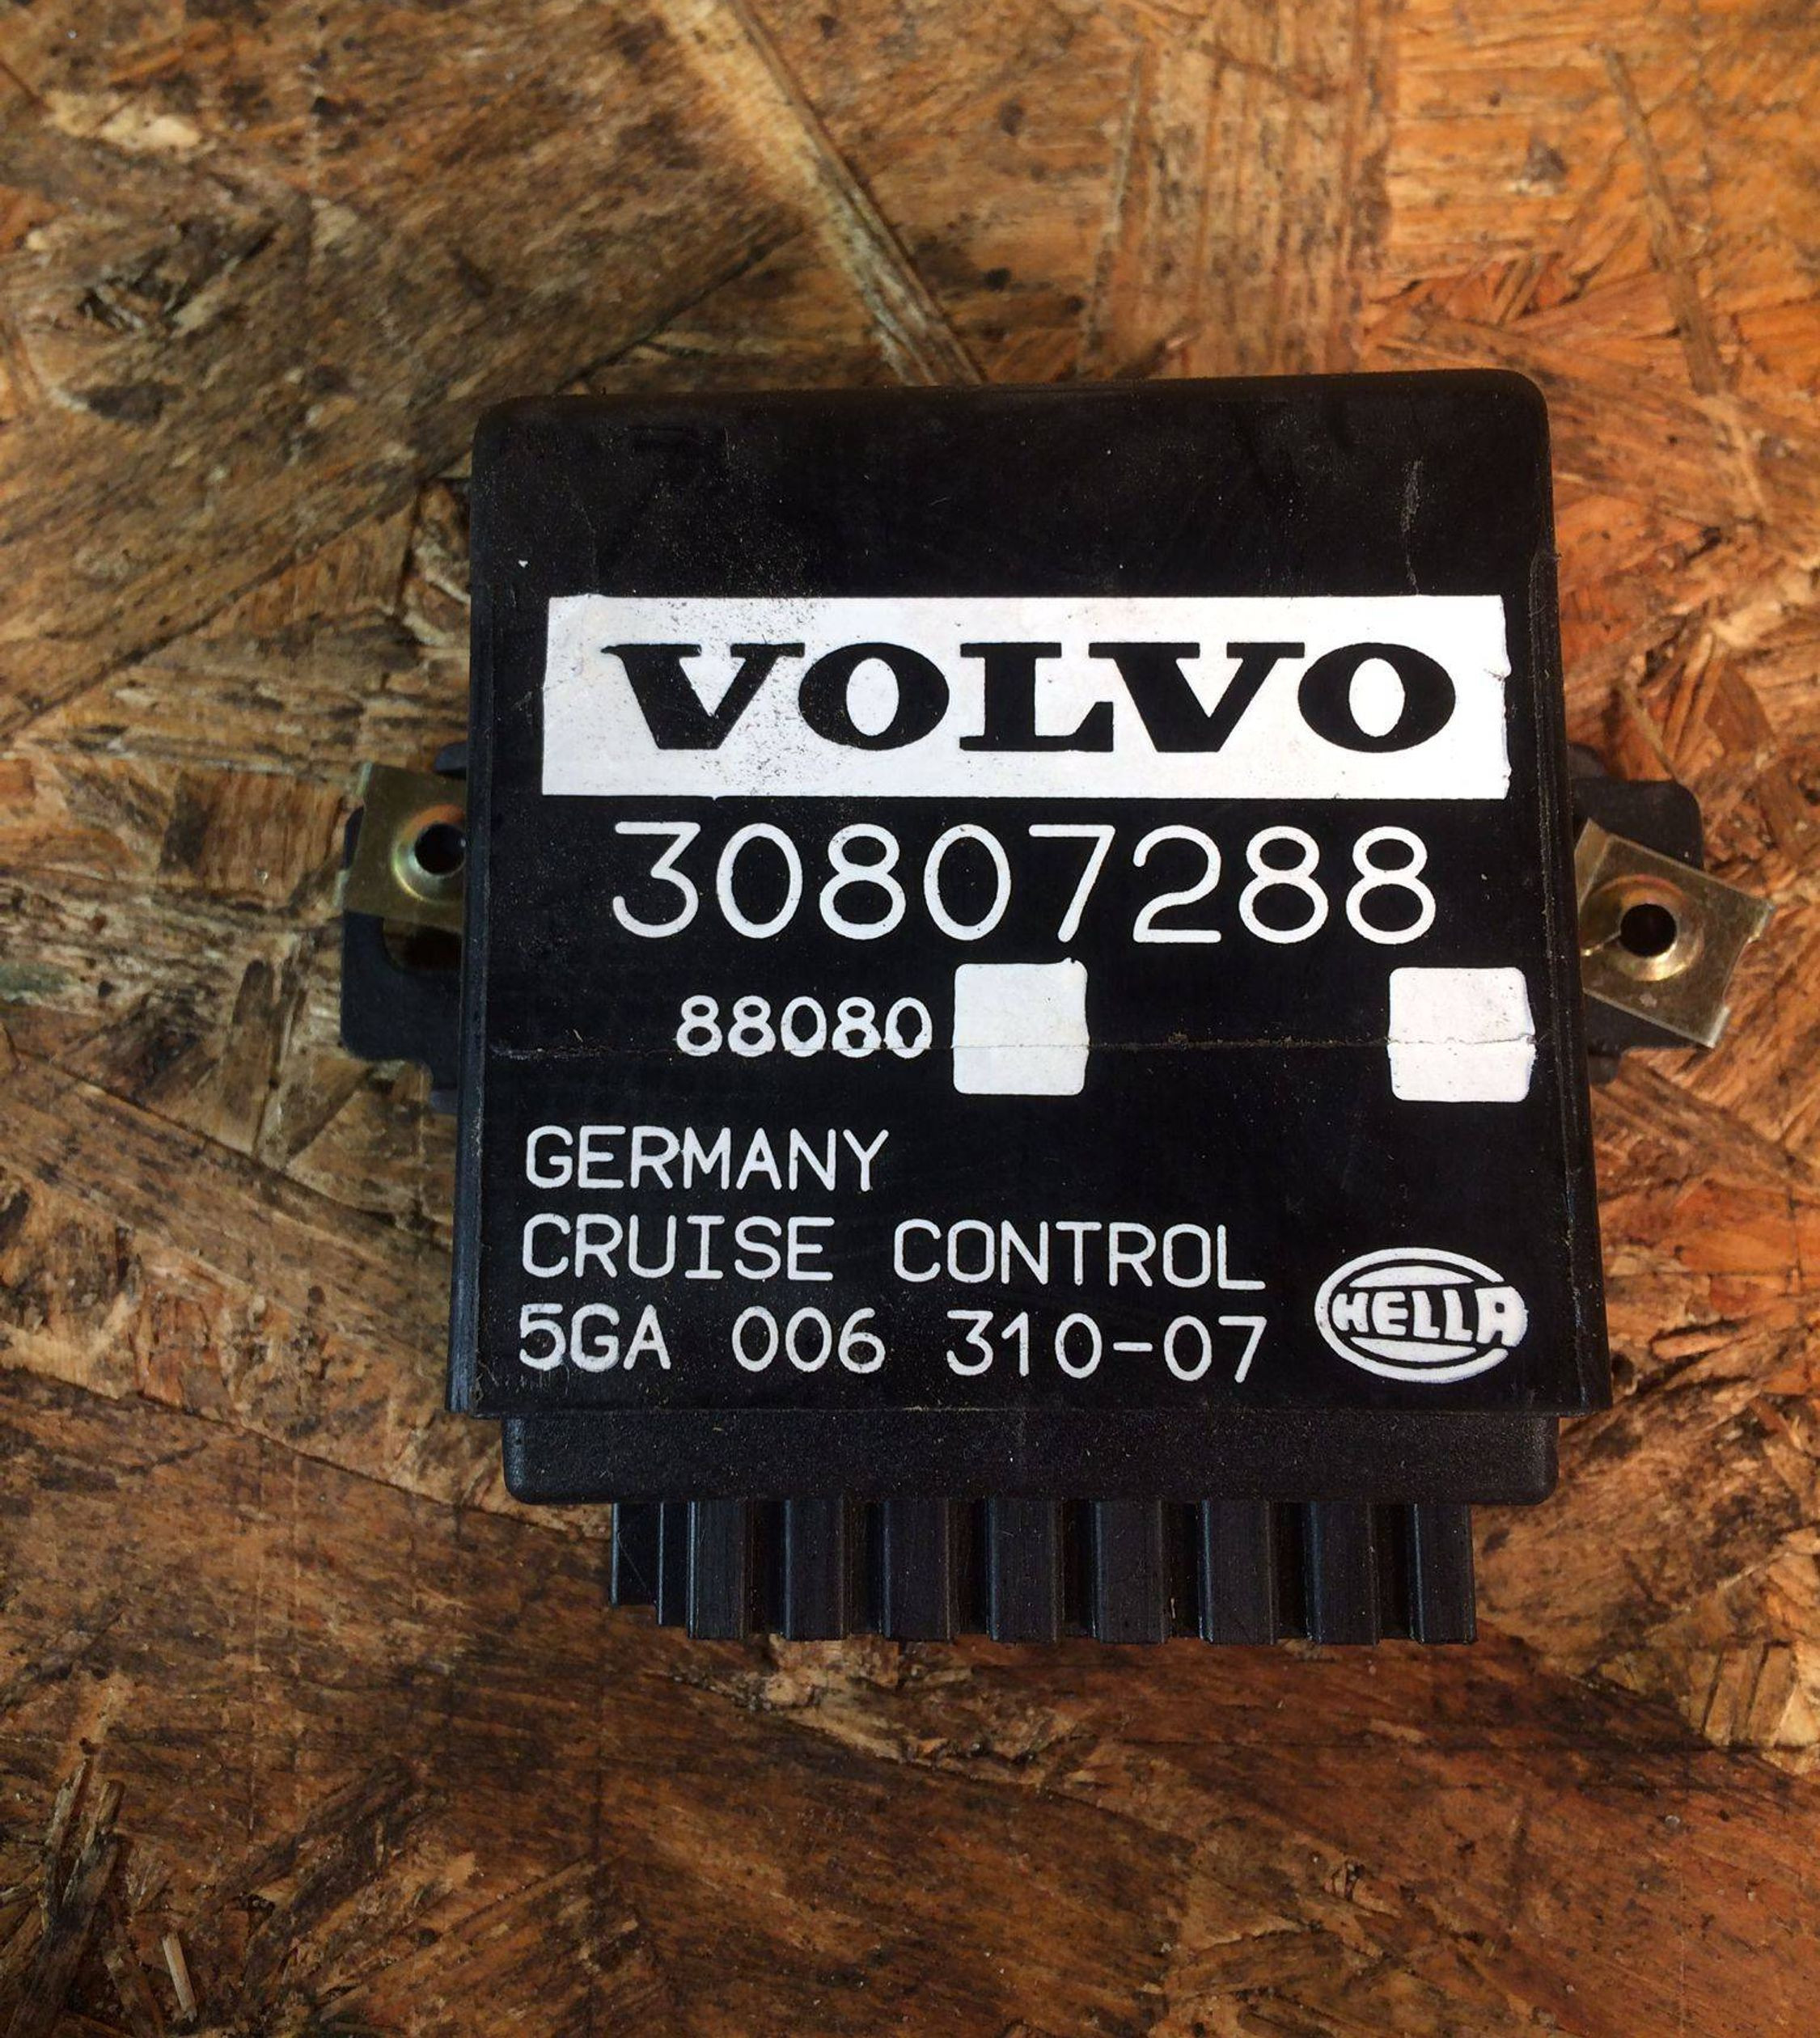 VOLVO
30807288
88080
GERMANY
CRUISE CONTROL
5GA 006 310-07
HELLA